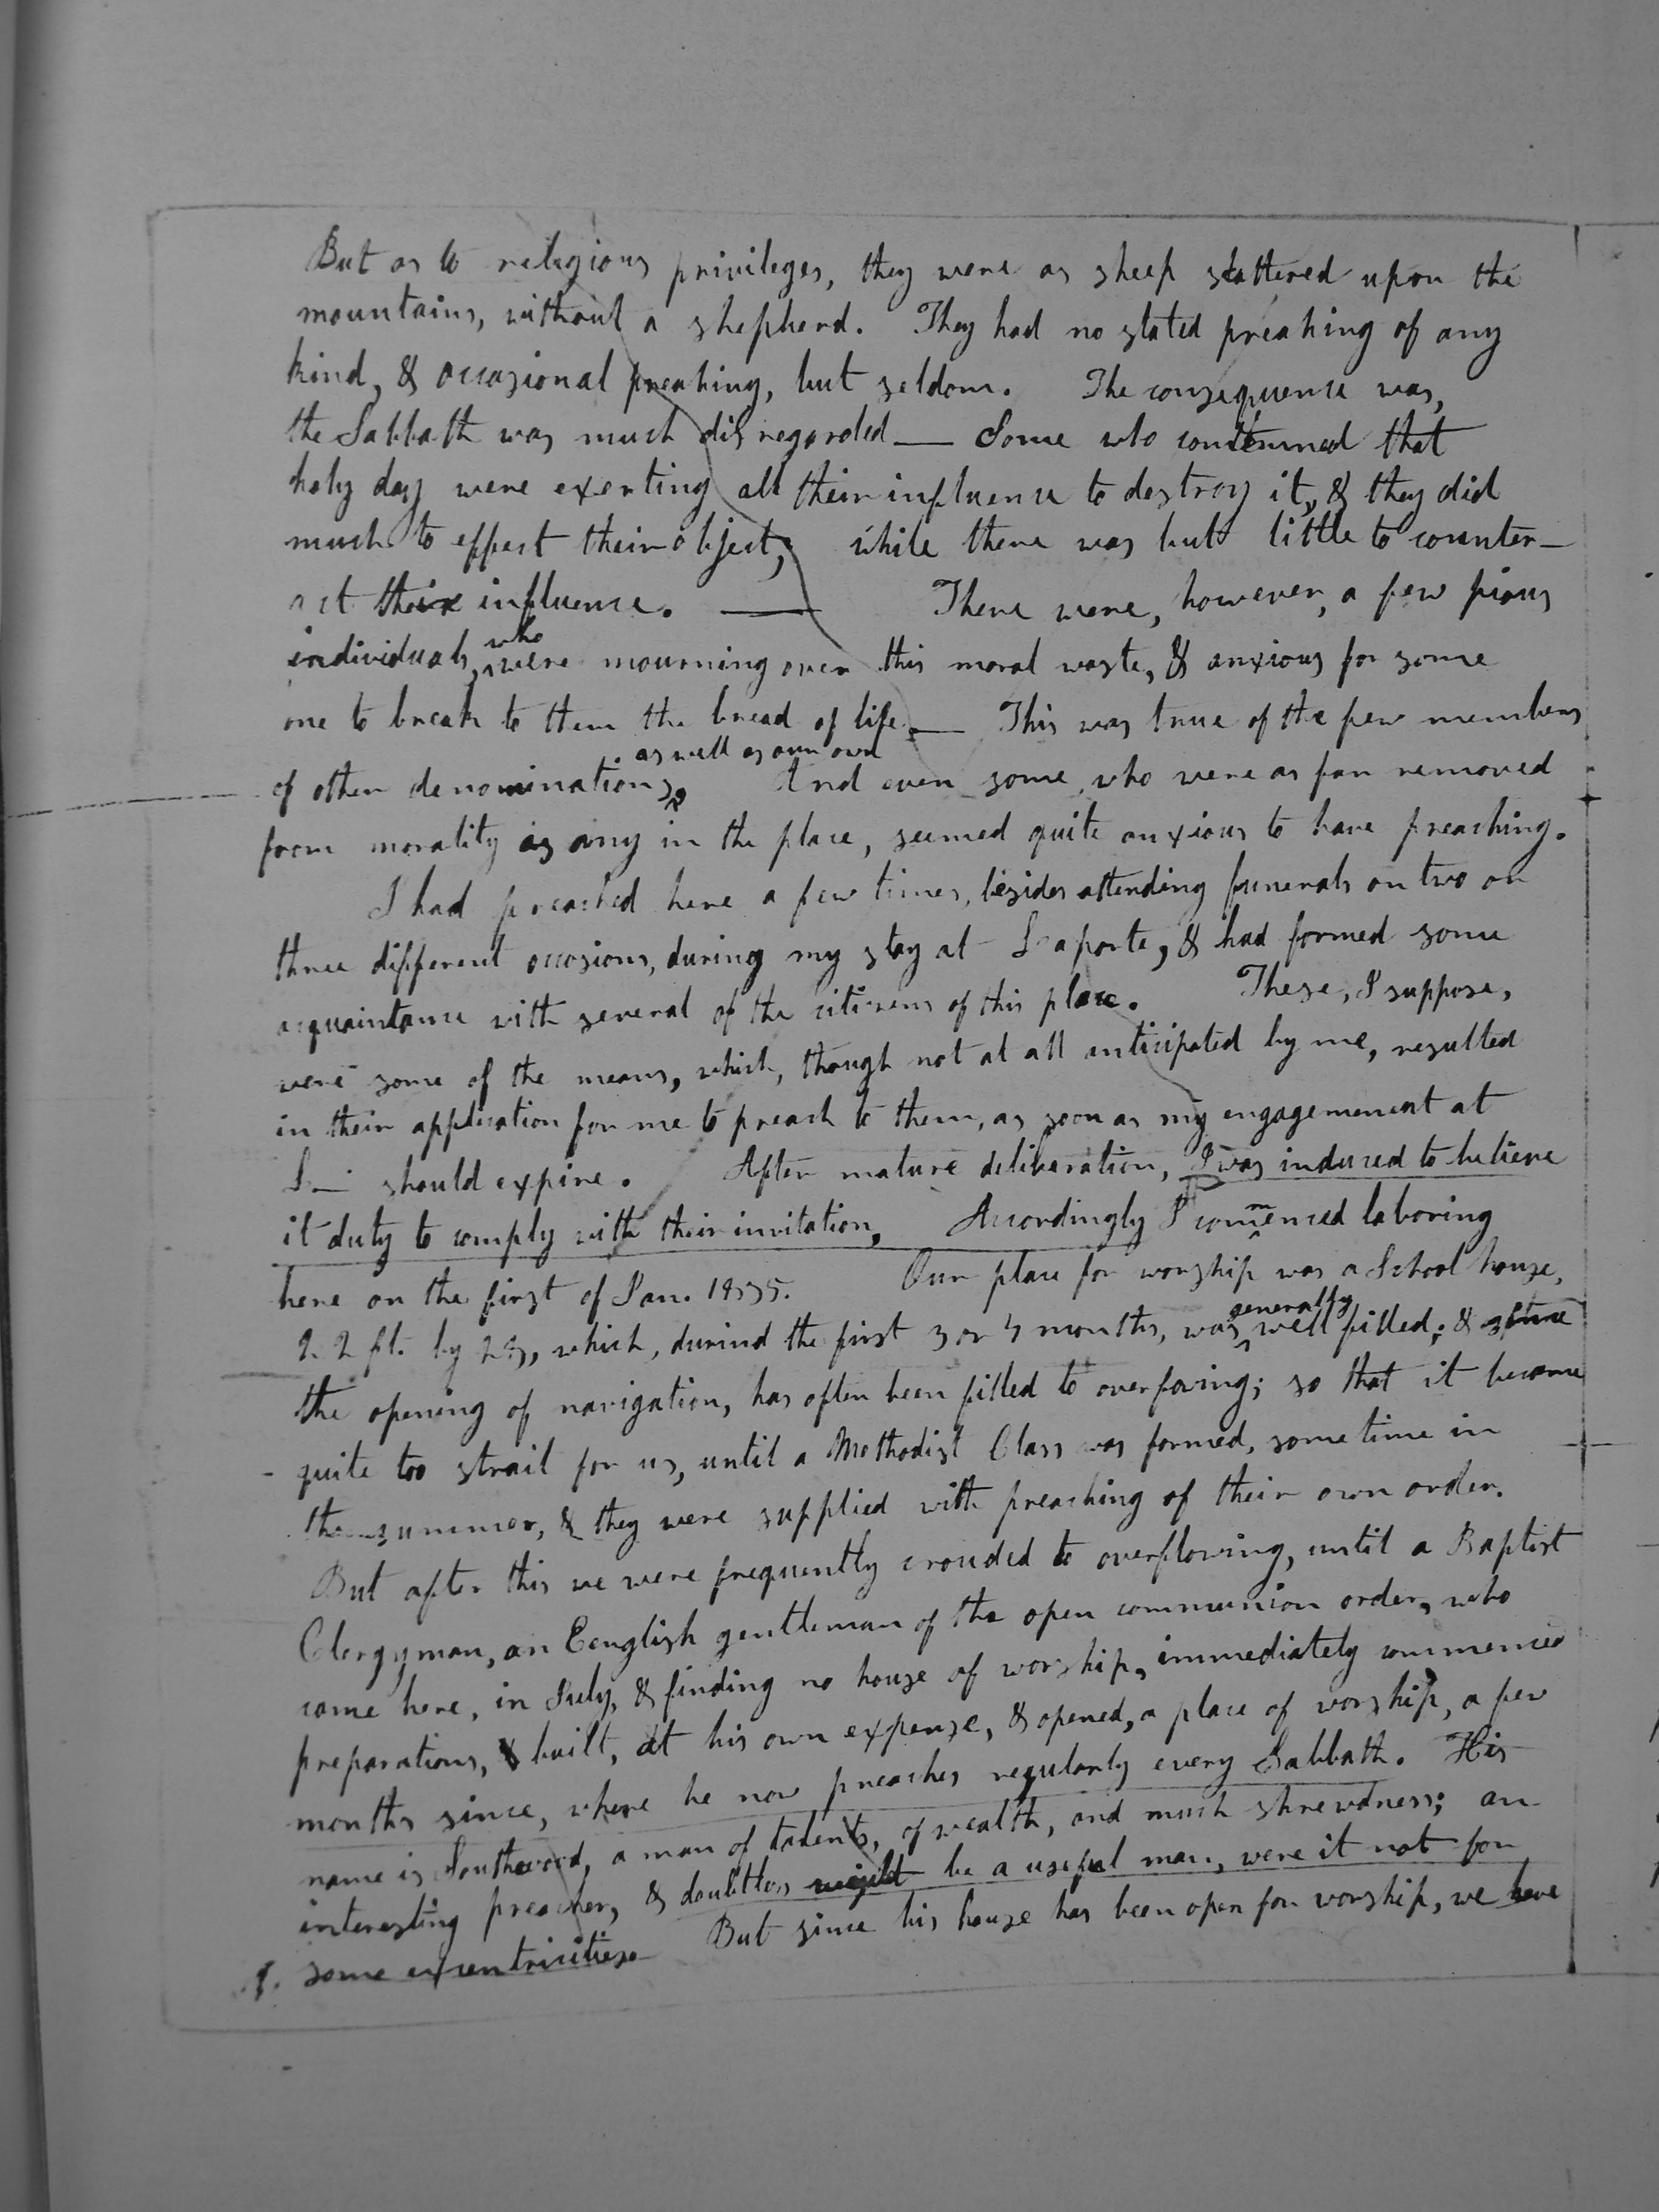 But as to religious privileges, they were as sheep scattered upon the
mountains, without a shepherd. They had no stated preaching of any
kind, & occasional preaching, but seldom. The consequence was,
the Sabbath was much disregarded — Some who contemned that
holy day were exerting all their influence to destroy it, & they did
much to effect their object; while there was but little to counter-
act their influence. — There were, however, a few pious
individuals, who were mourning over this moral waste, & anxious for some
one to break to them the bread of life — This was true of the few members
of other denominations, as well as our own. And even some who were as far removed
from morality as any in the place, seemed quite anxious to have preaching.
I had preached here a few times, besides attending funerals on two or
three different occasions, during my stay at Laporte, & had formed some
acquaintance with several of the citizens of this place. These, I suppose,
were some of the means, which, though not at all anticipated by me, resulted
in their application for me to preach to them, as soon as my engagement at
L— should expire. After mature deliberation, I was induced to believe
it duty to comply with their invitation, Accordingly I commenced laboring
here on the first of Jan. 1835. Our place for worship was a School house,
22 ft. by 28, which, durind the first 3 or 4 months, was generally well filled; & since
the opening of navigation, has often been filled to overfowing; so that it became
quite too strait for us, until a Methodist Class was formed, some time in
the summer, & they were supplied with preaching of their own order.
But after this we were frequently crouded to overflowing, until a Baptist
Clergyman, an Eenglish gentleman of the open communion order, who
came here, in July, & finding no house of worship, immediately commenced
preparations, & built, at his own expense, & opened, a place of worship, a few
months since, where he now preaches regularly every Sabbath. His
name is Southwood, a man of talents, of wealth, and much shrewdness; an
interesting preacher, & doubtless might be a useful man, were it not for
some excentricities. But since his house has been open for worship, we have